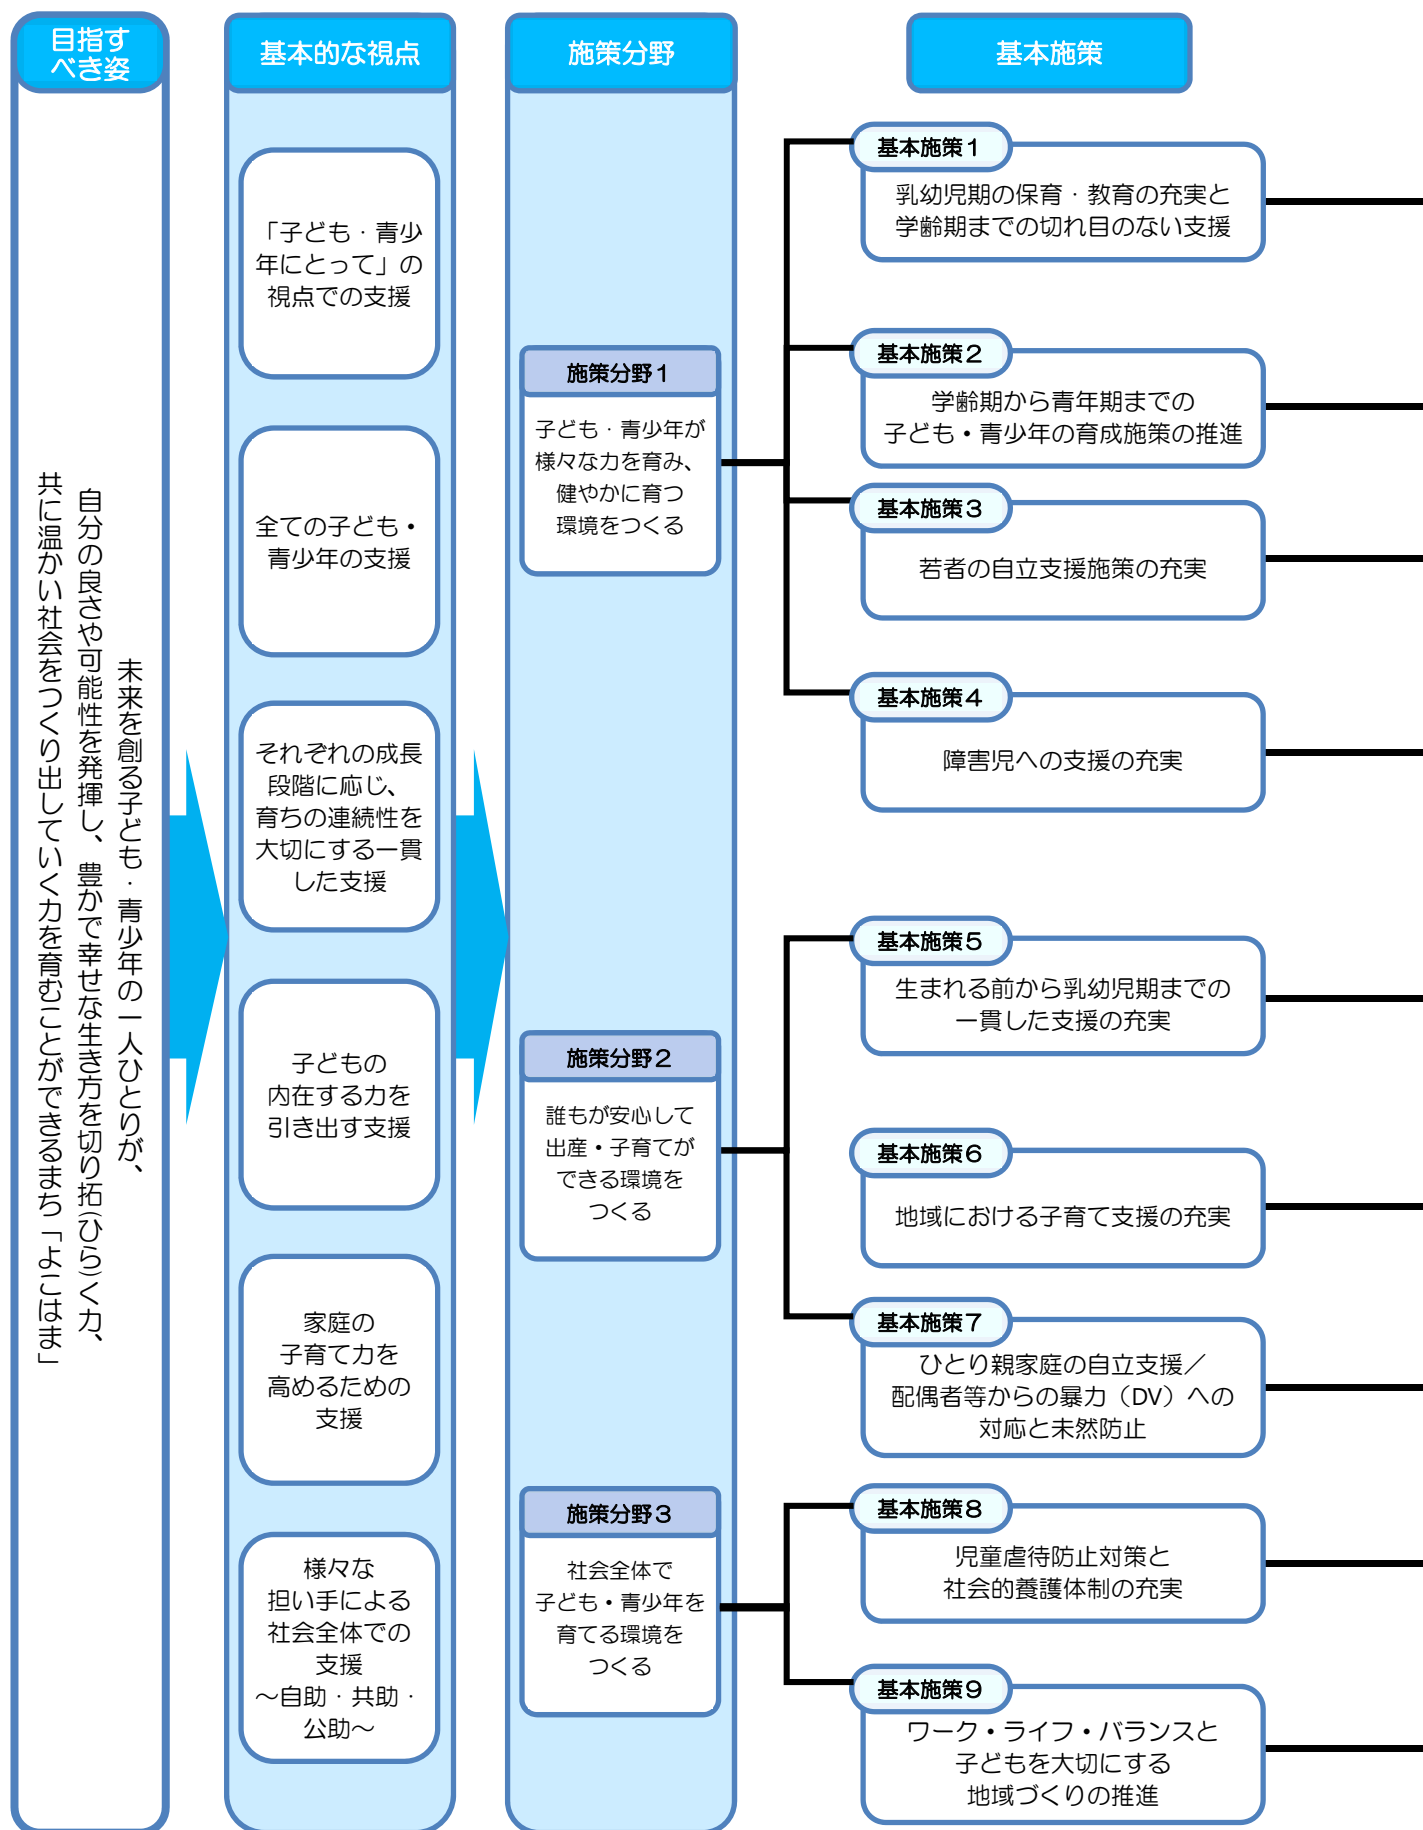 目指す
べき姿
未来を創る子ども・青少年の一人ひとりが、
自分の良さや可能性を発揮し、豊かで幸せな生き方を切り拓(ひら)く力、
共に温かい社会をつくり出していく力を育むことができるまち「よこはま」
基本的な視点
「子ども・青少
年にとって」の
視点での支援
全ての子ども・
青少年の支援
それぞれの成長
段階に応じ、
育ちの連続性を
大切にする一貫
した支援
子どもの
内在する力を
引き出す支援
家庭の
子育て力を
高めるための
支援
様々な
担い手による
社会全体での
支援
～自助・共助・
公助～
施策分野
施策分野１
子ども・青少年が
様々な力を育み、
健やかに育つ
環境をつくる
施策分野２
誰もが安心して
出産・子育てが
できる環境を
つくる
施策分野３
社会全体で
子ども・青少年を
育てる環境を
つくる
基本施策
基本施策１
乳幼児期の保育・教育の充実と
学齢期までの切れ目のない支援
基本施策２
学齢期から青年期までの
子ども・青少年の育成施策の推進
基本施策３
若者の自立支援施策の充実
基本施策４
障害児への支援の充実
基本施策５
生まれる前から乳幼児期までの
一貫した支援の充実
基本施策６
地域における子育て支援の充実
基本施策７
ひとり親家庭の自立支援／
配偶者等からの暴力（DV）への
対応と未然防止
基本施策８
児童虐待防止対策と
社会的養護体制の充実
基本施策９
ワーク・ライフ・バランスと
子どもを大切にする
地域づくりの推進